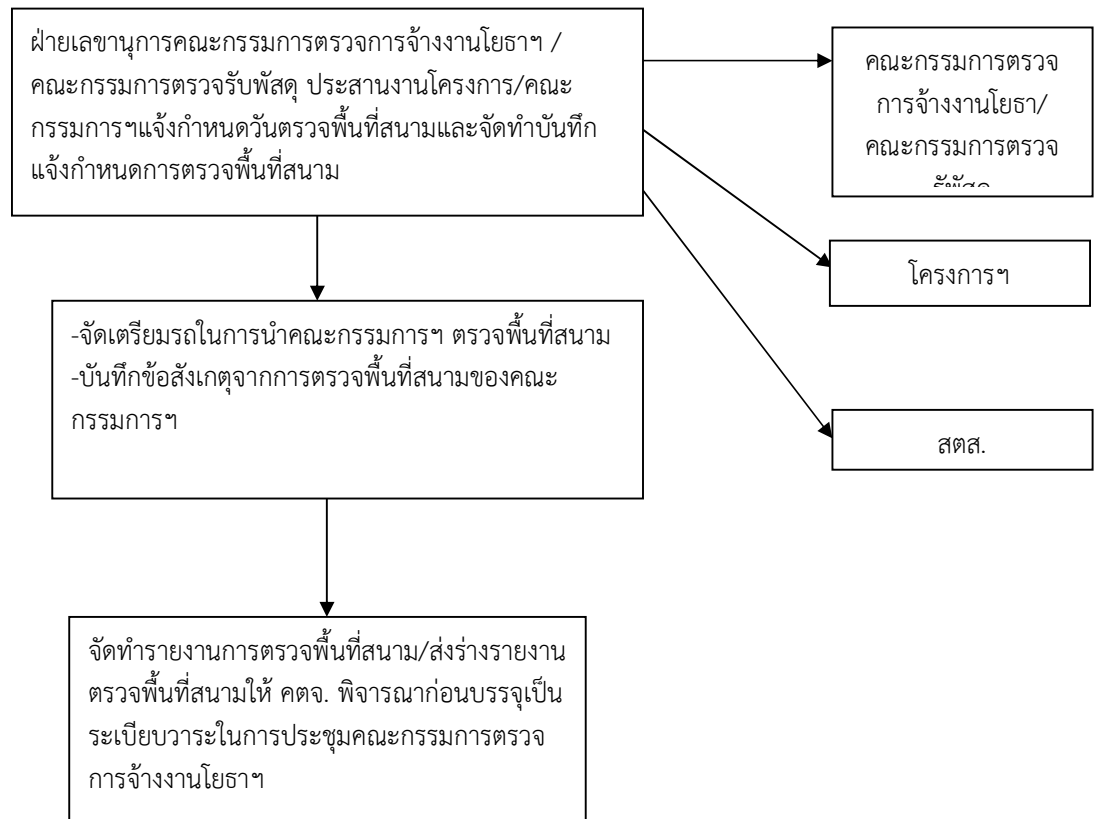 ฝ่ายเลขานุการคณะกรรมการตรวจการจ้างงานโยธาฯ /
คณะกรรมการตรวจรับพัสดุ ประสานงานโครงการ/คณะ
กรรมการฯแจ้งกำหนดวันตรวจพื้นที่สนามและจัดทำบันทึก
แจ้งกำหนดการตรวจพื้นที่สนาม
คณะกรรมการตรวจ
การจ้างงานโยธา/
คณะกรรมการตรวจ
โครงการฯ
-จัดเตรียมรถในการนำคณะกรรมการฯ ตรวจพื้นที่สนาม
-บันทึกข้อสังเกตุจากการตรวจพื้นที่สนามของคณะ
กรรมการฯ
สตส.
จัดทำรายงานการตรวจพื้นที่สนาม/ส่งร่างรายงาน
ตรวจพื้นที่สนามให้ คตจ. พิจารณาก่อนบรรจุเป็น
ระเบียบวาระในการประชุมคณะกรรมการตรวจ
การจ้างงานโยธาฯ